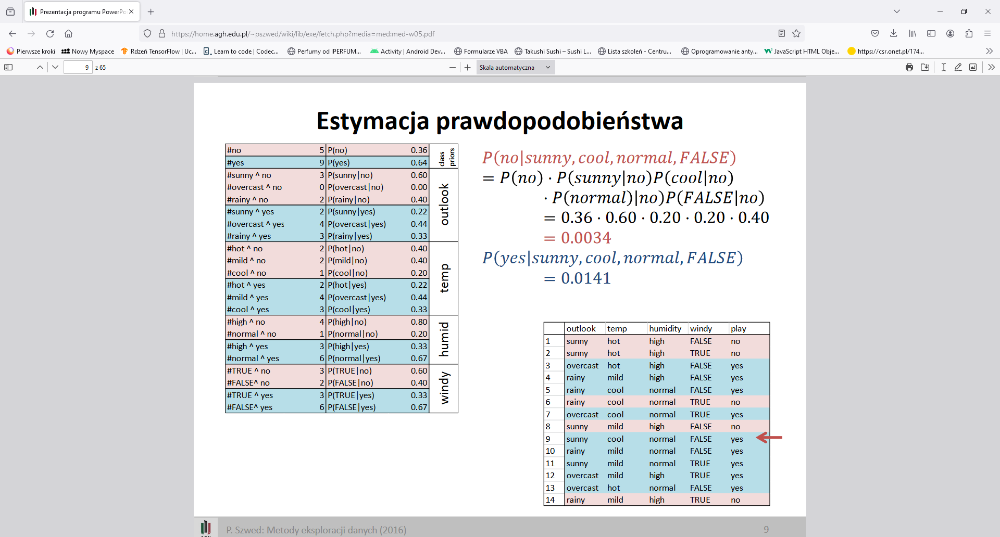 Prezentacja programu PowerPo
https://home.agh.edu.pl/~pszwed/wiki/lib/exe/fetch.php?media=med:med-w05.pdf
Pierwsze kroki Nowy Myspace Rdzeń TensorFlow | Uc... Learn to code | Codec... Perfumy od IPERFUM... Activity | Android Dev... Formularze VBA Takushi Sushi – Sushi L... Lista szkoleń - Centru... Oprogramowanie anty... JavaScript HTML Obje... https://csr.onet.pl/174...
9 z 65 Skala automatyczna
Estymacja prawdopodobieństwa
#no 5 P(no) 0.36
#yes 9 P(yes) 0.64
class priors
#sunny ^ no 3 P(sunny|no) 0.60
#overcast ^ no 0 P(overcast|no) 0.00
#rainy ^ no 2 P(rainy|no) 0.40
#sunny ^ yes 2 P(sunny|yes) 0.22
#overcast ^ yes 4 P(overcast|yes) 0.44
#rainy ^ yes 3 P(rainy|yes) 0.33
outlook
#hot ^ no 2 P(hot|no) 0.40
#mild ^ no 2 P(mild|no) 0.40
#cool ^ no 1 P(cool|no) 0.20
#hot ^ yes 2 P(hot|yes) 0.22
#mild ^ yes 4 P(overcast|yes) 0.44
#cool ^ yes 3 P(cool|yes) 0.33
temp
#high ^ no 4 P(high|no) 0.80
#normal ^ no 1 P(normal|no) 0.20
#high ^ yes 3 P(high|yes) 0.33
#normal ^ yes 6 P(normal|yes) 0.67
humid
#TRUE ^ no 3 P(TRUE|no) 0.60
#FALSE^ no 2 P(FALSE|no) 0.40
#TRUE ^ yes 3 P(TRUE|yes) 0.33
#FALSE^ yes 6 P(FALSE|yes) 0.67
windy
P(no|sunny, cool, normal, FALSE)
= P(no) · P(sunny|no)P(cool|no)
· P(normal)|no)P(FALSE|no)
= 0.36 · 0.60 · 0.20 · 0.20 · 0.40
= 0.0034
P(yes|sunny, cool, normal, FALSE)
= 0.0141
outlook temp humidity windy play
1 sunny hot high FALSE no
2 sunny hot high TRUE no
3 overcast hot high FALSE yes
4 rainy mild high FALSE yes
5 rainy cool normal FALSE yes
6 rainy cool normal TRUE no
7 overcast cool normal TRUE yes
8 sunny mild high FALSE no
9 sunny cool normal FALSE yes
10 rainy mild normal FALSE yes
11 sunny mild normal TRUE yes
12 overcast mild high TRUE yes
13 overcast hot normal FALSE yes
14 rainy mild high TRUE no
P. Szwed: Metody eksploracji danych (2016) 9